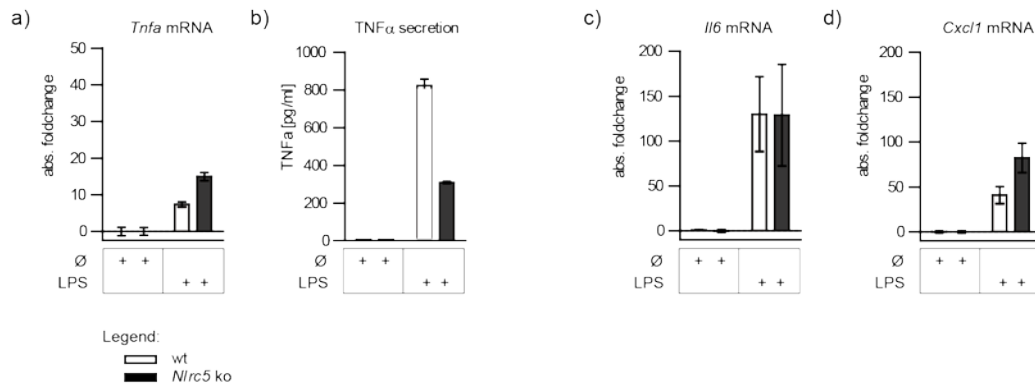 a)
Tnfa mRNA
abs. foldchange
50
40
30
20
10
0
Ø + +
LPS + +
b)
TNFα secretion
TNFa [pg/ml]
1000
800
600
400
200
0
+ +
+ +
c)
Il6 mRNA
abs. foldchange
200
150
100
50
0
Ø + +
LPS + +
d)
Cxcl1 mRNA
abs. foldchange
200
150
100
50
0
+ +
+ +
Legend:
wt
Nlrc5 ko